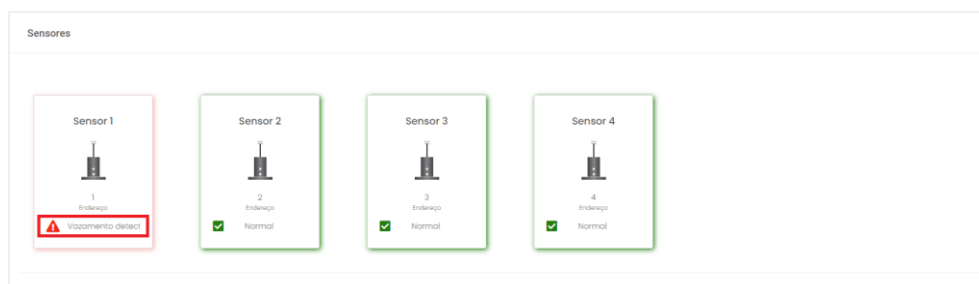 Sensores
Sensor 1
1
Endereço
Vazamento detect
Sensor 2
2
Endereço
Normal
Sensor 3
3
Endereço
Normal
Sensor 4
4
Endereço
Normal